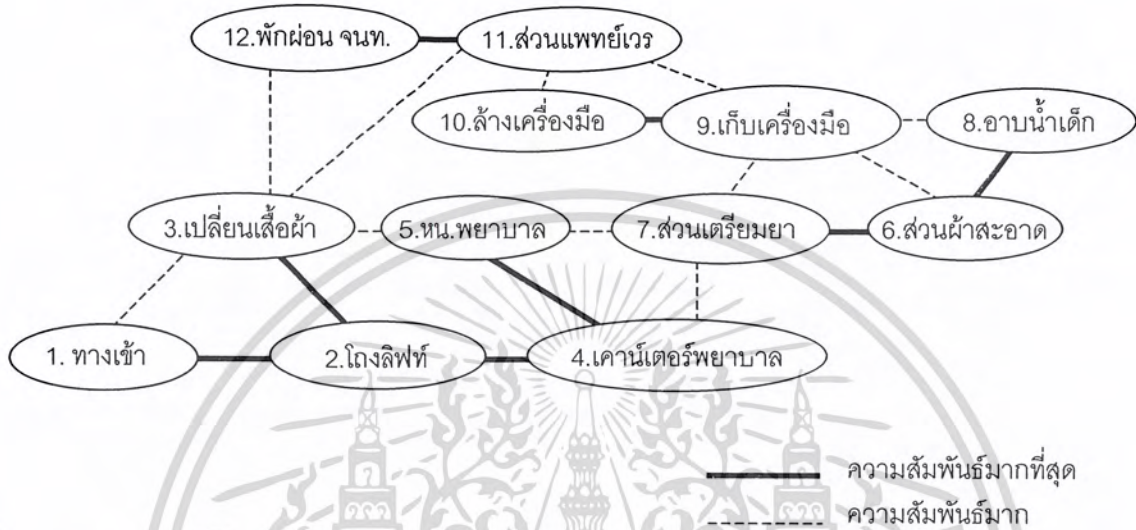 12.พักผ่อน จนท.
11.ส่วนแพทย์เวร
10.ล้างเครื่องมือ
9.เก็บเครื่องมือ
8.อาบน้ำเด็ก
3.เปลี่ยนเสื้อผ้า
5.หน.พยาบาล
7.ส่วนเตรียมยา
6.ส่วนผ้าสะอาด
1. ทางเข้า
2.โถงลิฟท์
4.เคาน์เตอร์พยาบาล
ความสัมพันธ์มากที่สุด
ความสัมพันธ์มาก